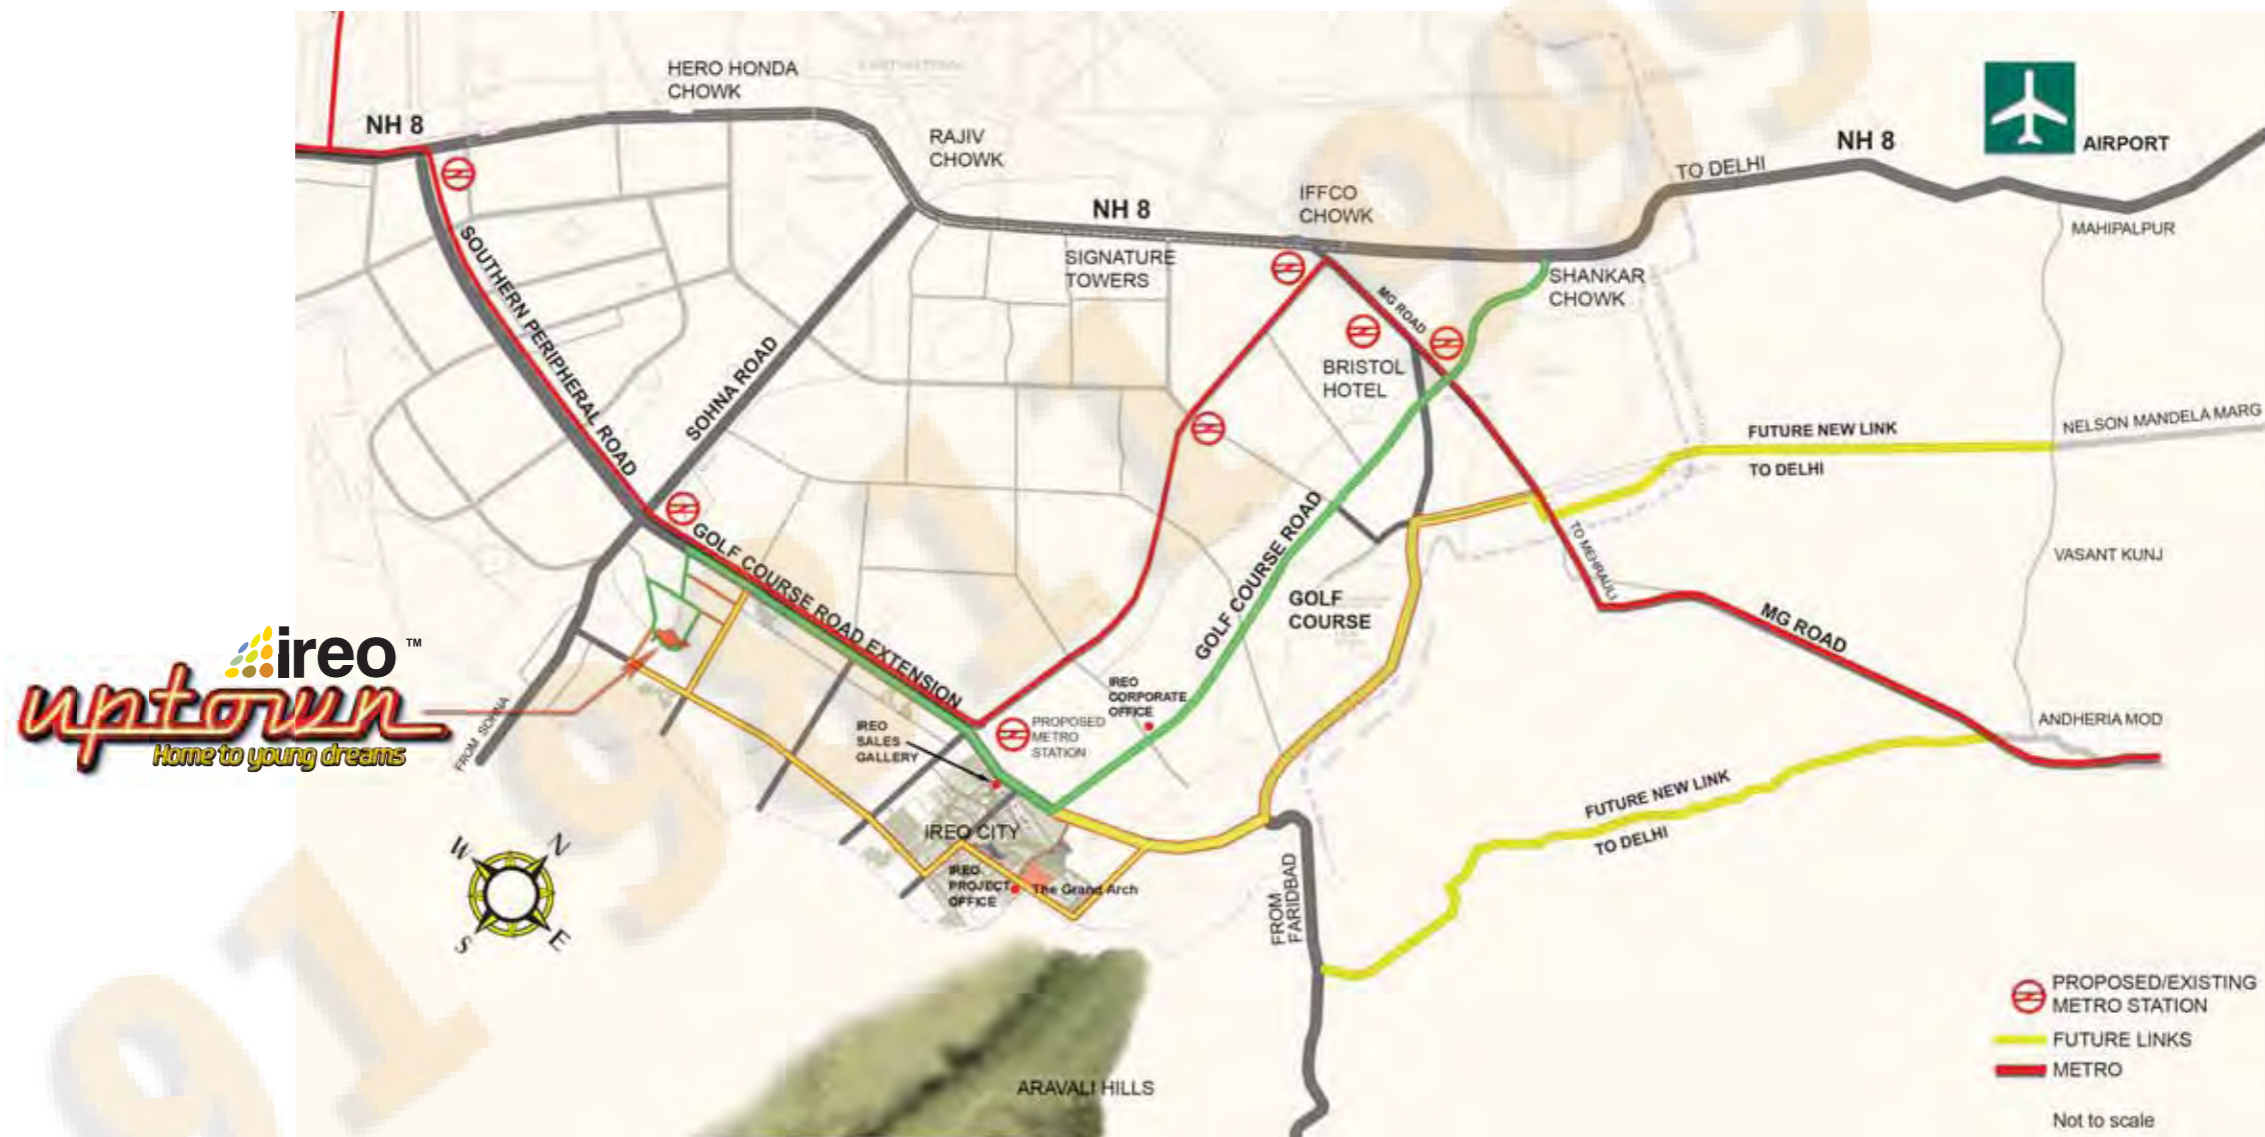 HERO HONDA
CHOWK
NH 8
RAJIV
CHOWK
NH 8
IFFCO
CHOWK
TO DELHI
NH 8
AIRPORT
MAHIPALPUR
SIGNATURE
TOWERS
SHANKAR
CHOWK
MG ROAD
BRISTOL
HOTEL
SOUTHERN PERIPHERAL ROAD
SOHNA ROAD
FUTURE NEW LINK
TO DELHI
NELSON MANDELA MARG
GOLF COURSE ROAD
GOLF COURSE ROAD EXTENSION
TO MEHRAULI
VASANT KUNJ
GOLF
COURSE
MG ROAD
ireo™
uptown
Home to young dreams
FROM SOHNA
IREO
CORPORATE
OFFICE
PROPOSED
METRO
STATION
IREO
SALES
GALLERY
ANDHERIA MOD
FUTURE NEW LINK
TO DELHI
IREO CITY
IREO
PROJECT
OFFICE
The Grand Arch
FROM
FARIDBAD
W
N
S
E
ARAVALI HILLS
PROPOSED/EXISTING
METRO STATION
FUTURE LINKS
METRO
Not to scale